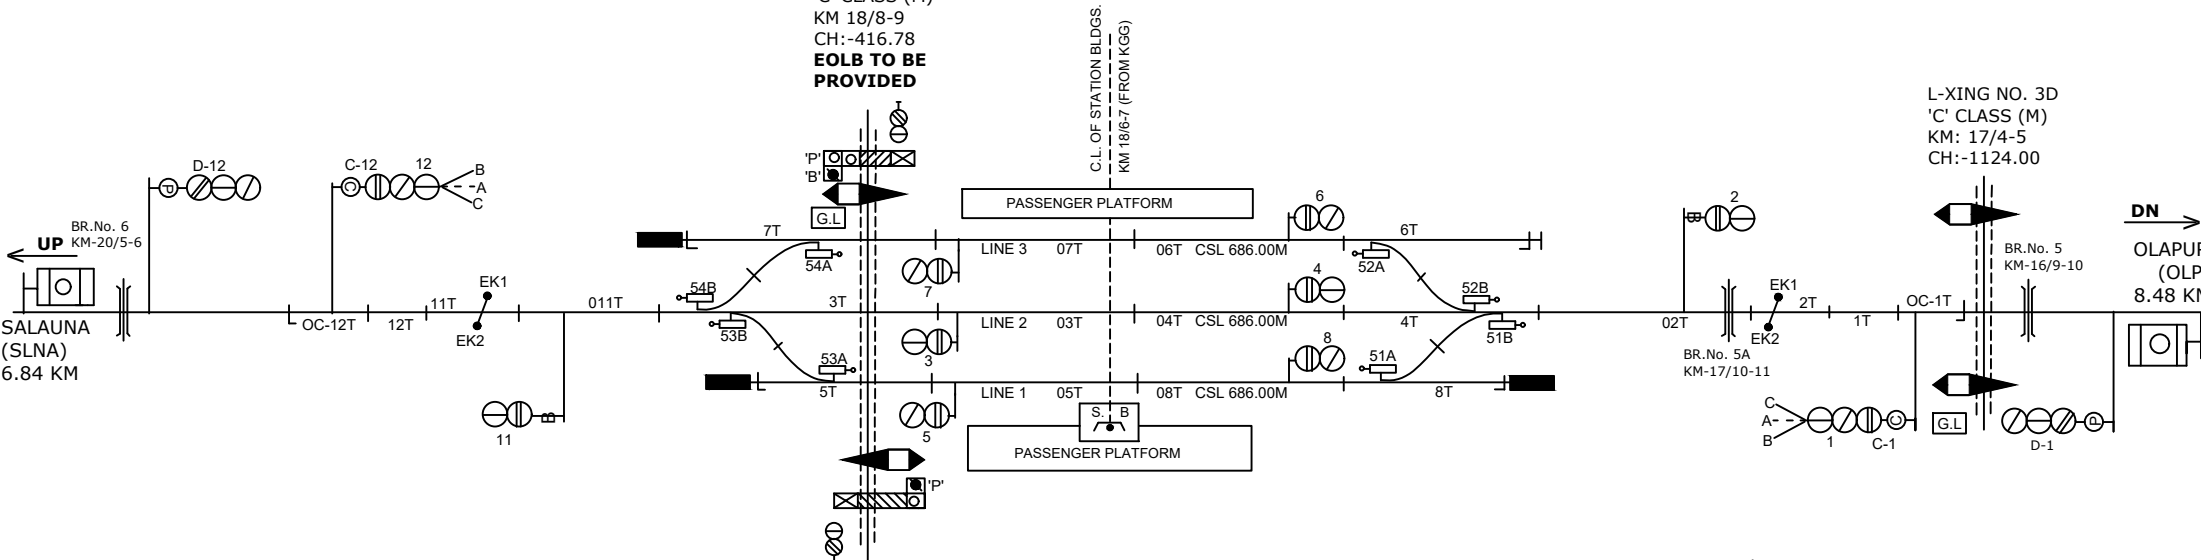 'C' CLASS (M)
KM 18/8-9
CH:-416.78
EOLB TO BE
PROVIDED
C.L. OF STATION BLDGS.
KM 18/6-7 (FROM KGG)
L-XING NO. 3D
'C' CLASS (M)
KM: 17/4-5
CH:-1124.00
D-12
P
C-12
12
C
B
A
C
'P'
'B'
G.L
PASSENGER PLATFORM
6
2
B
DN
OLAPUR
(OLP
8.48 KM
BR.No. 6
KM-20/5-6
UP
SALAUNA
(SLNA)
6.84 KM
7T
54A
LINE 3
07T
06T
CSL 686.00M
6T
52A
7
BR.No. 5
KM-16/9-10
OC-12T
12T
11T
EK1
EK2
011T
54B
53B
3T
LINE 2
03T
04T
CSL 686.00M
4
4T
52B
51B
02T
EK1
EK2
2T
1T
OC-1T
BR.No. 5A
KM-17/10-11
3
8
53A
51A
5T
LINE 1
05T
08T
CSL 686.00M
8T
11
B
5
S. B
PASSENGER PLATFORM
C
A
B
1
C-1
C
G.L
D-1
P
'P'